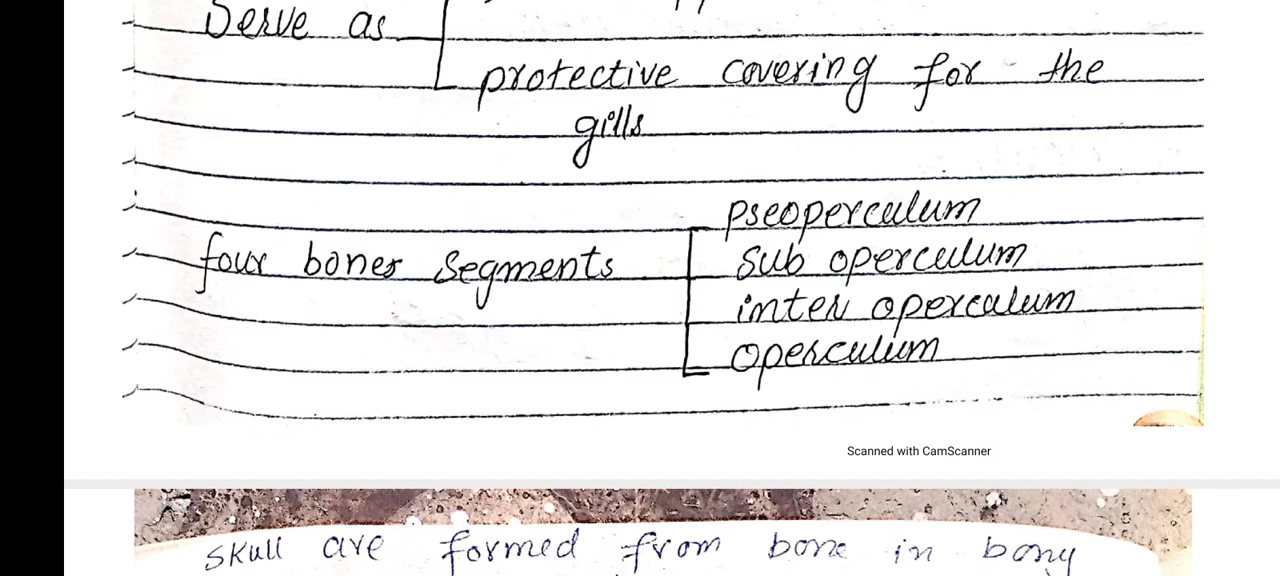 Serve as
protective covering for the
gills
pseoperculum
four bones segments
sub operculum
inter operculum
operculum
Scanned with CamScanner
skull are formed from bone in bony